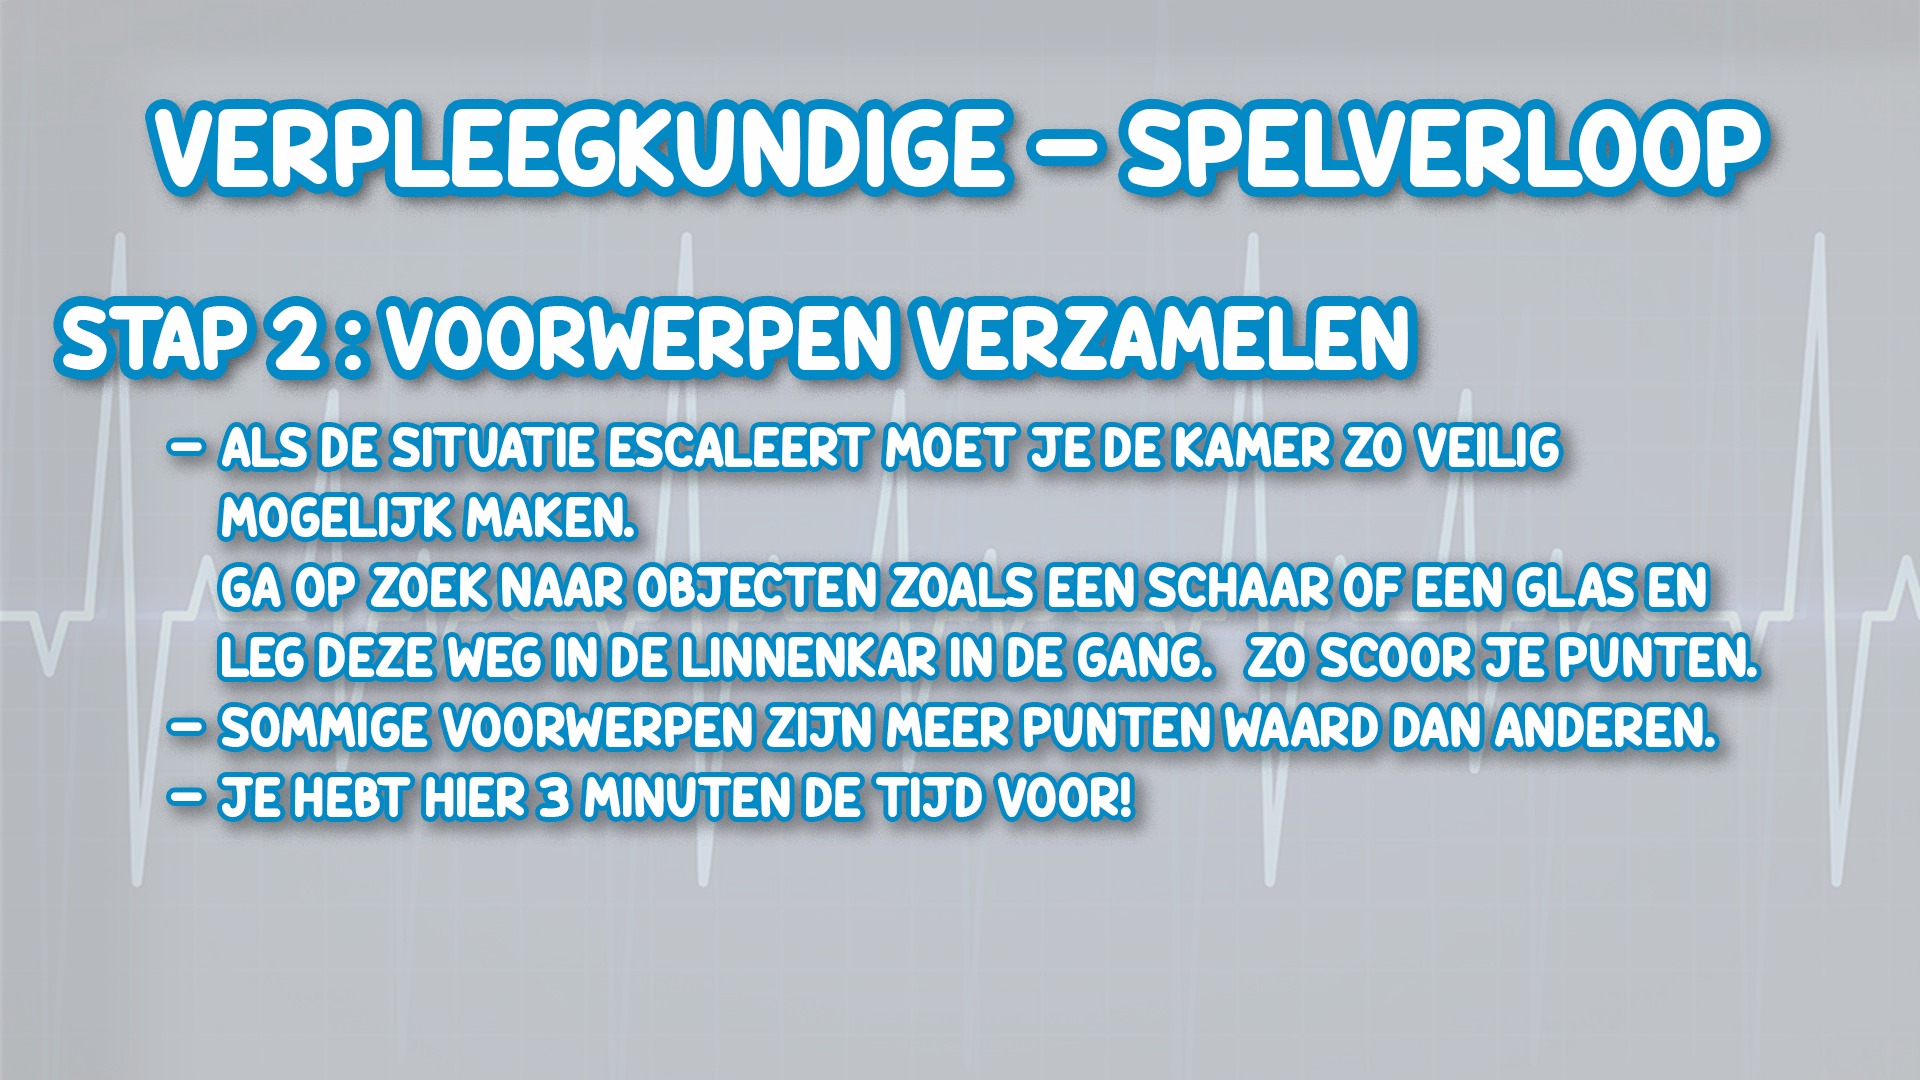 VERPLEEGKUNDIGE – SPELVERLOOP
STAP 2 : VOORWERPEN VERZAMELEN
– ALS DE SITUATIE ESCALEERT MOET JE DE KAMER ZO VEILIG
MOGELIJK MAKEN.
GA OP ZOEK NAAR OBJECTEN ZOALS EEN SCHAAR OF EEN GLAS EN
LEG DEZE WEG IN DE LINNENKAR IN DE GANG.  ZO SCOOR JE PUNTEN.
– SOMMIGE VOORWERPEN ZIJN MEER PUNTEN WAARD DAN ANDEREN.
– JE HEBT HIER 3 MINUTEN DE TIJD VOOR!